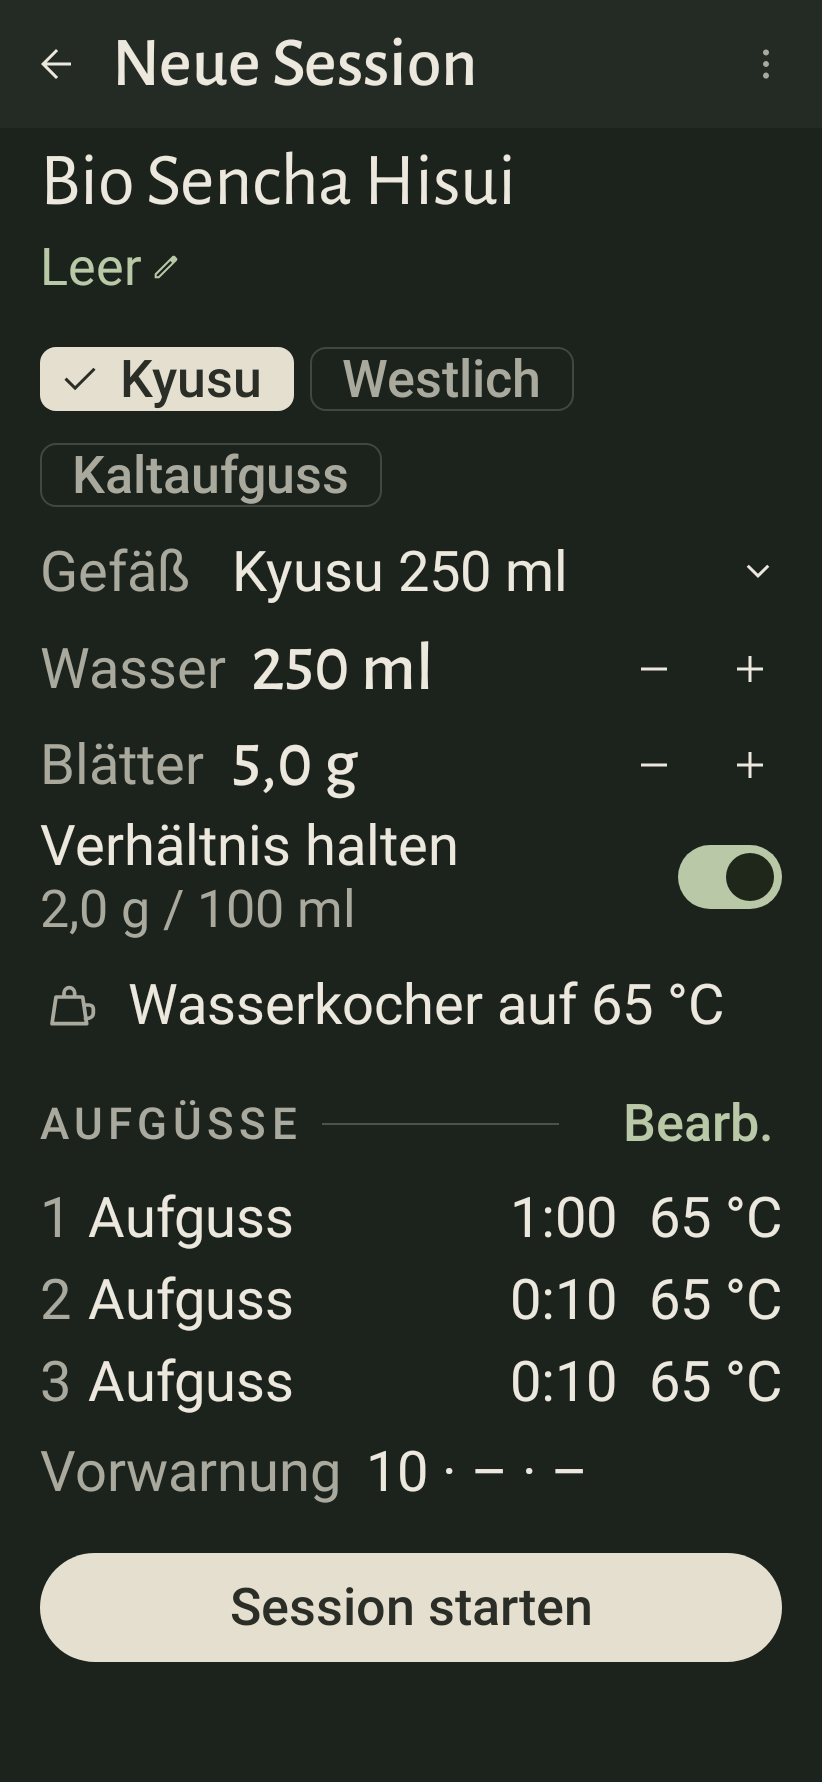 Neue Session
Bio Sencha Hisui
Leer
Kyusu
Westlich
Kaltaufguss
Gefäß Kyusu 250 ml
Wasser 250 ml
Blätter 5,0 g
Verhältnis halten
2,0 g / 100 ml
Wasserkocher auf 65 °C
AUFGÜSSE Bearb.
1 Aufguss 1:00 65 °C
2 Aufguss 0:10 65 °C
3 Aufguss 0:10 65 °C
Vorwarnung 10 · – · –
Session starten